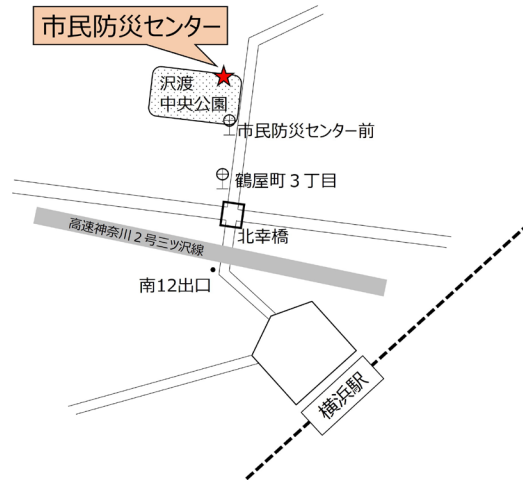 市民防災センター
沢渡
中央公園
市民防災センター前
鶴屋町３丁目
北幸橋
高速神奈川２号三ツ沢線
南12出口
横浜駅